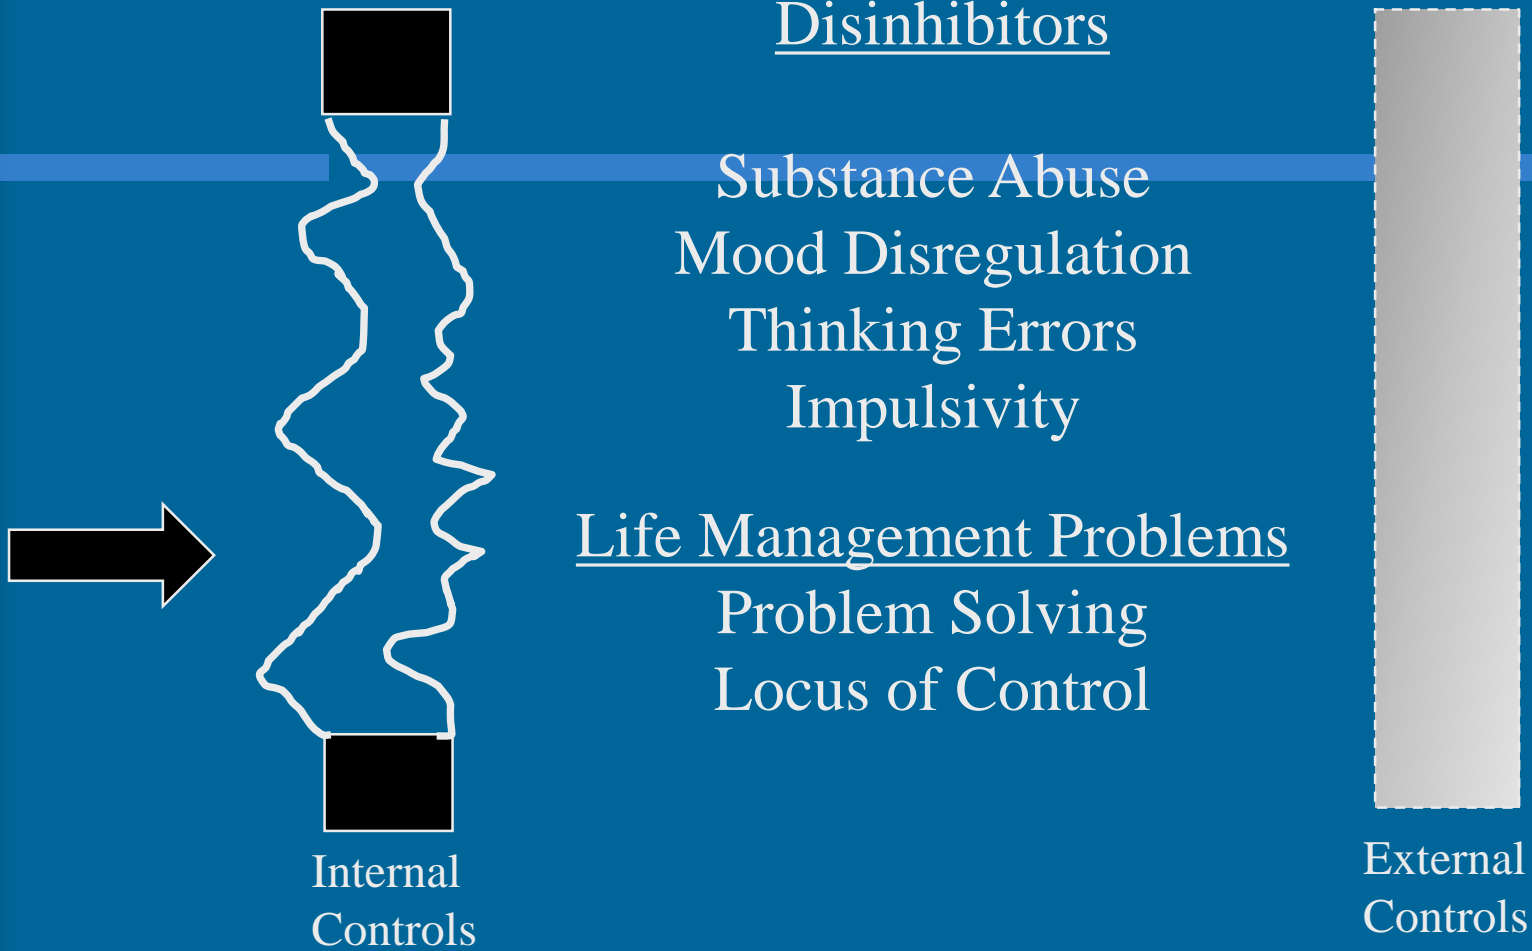 Disinhibitors
Substance Abuse
Mood Disregulation
Thinking Errors
Impulsivity
Life Management Problems
Problem Solving
Locus of Control
Internal
Controls
External
Controls